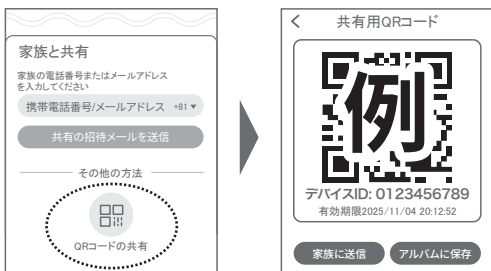 家族と共有
家族の電話番号またはメールアドレス
を入力してください
携帯電話番号/メールアドレス +81▼
共有の招待メールを送信
その他の方法
QRコードの共有
共有用QRコード
例
デバイスID: 0123456789
有効期限2025/11/04 20:12:52
家族に送信 アルバムに保存